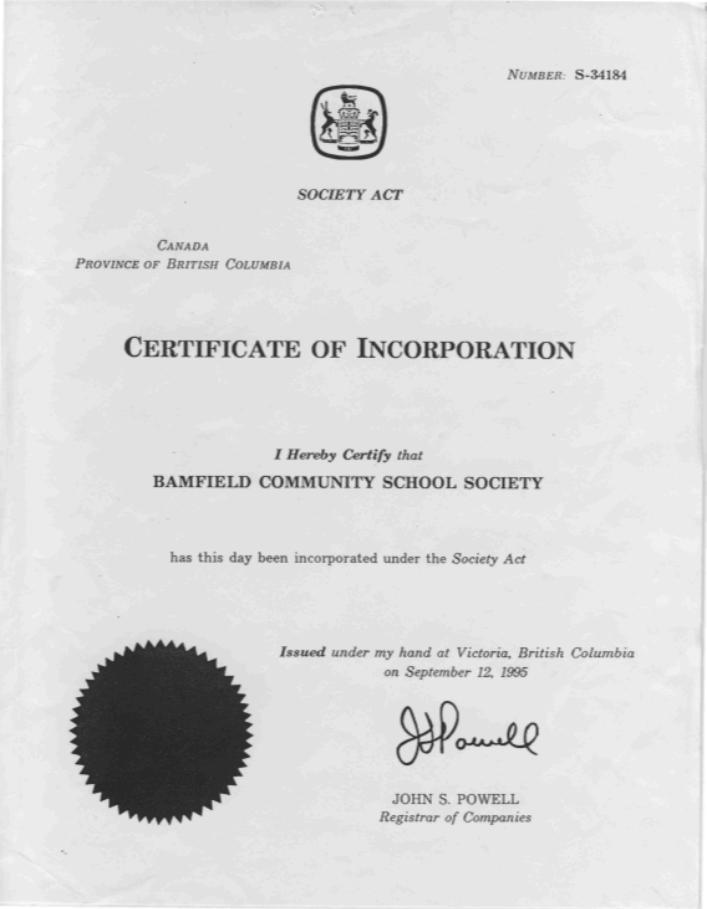 NUMBER: S-34184
SOCIETY ACT
CANADA
PROVINCE OF BRITISH COLUMBIA
CERTIFICATE OF INCORPORATION
I Hereby Certify that
BAMFIELD COMMUNITY SCHOOL SOCIETY
has this day been incorporated under the Society Act
Issued under my hand at Victoria, British Columbia
on September 12, 1995
JS Powell
JOHN S. POWELL
Registrar of Companies